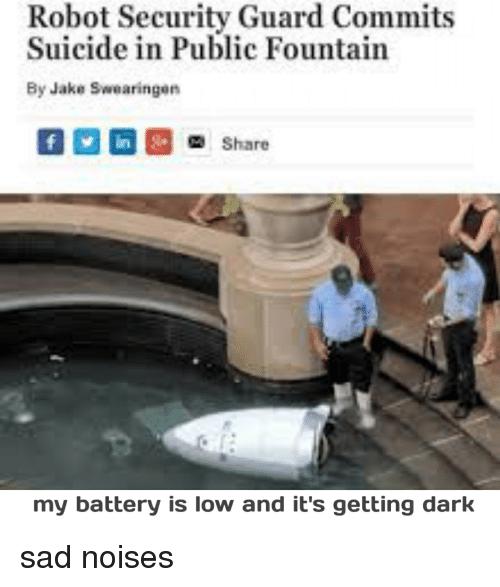 Robot Security Guard Commits
Suicide in Public Fountain
By Jake Swearingen
f in g+ Share
my battery is low and it's getting dark
sad noises